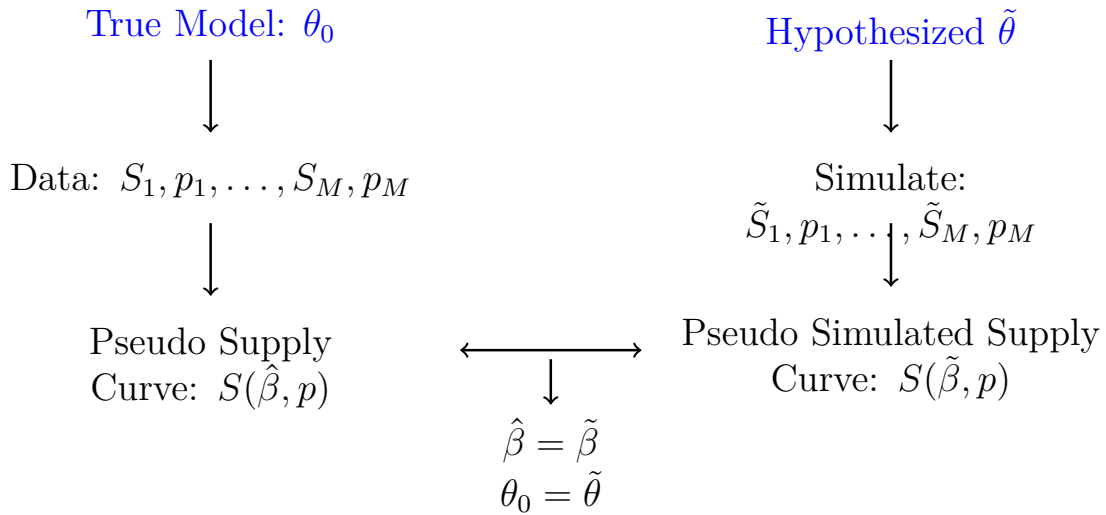 True Model: θ₀
Hypothesized θ̃
Data: S₁, p₁, . . . , S_M, p_M
Simulate:
S̃₁, p₁, . . . , S̃_M, p_M
Pseudo Supply
Curve: S(β̂, p)
Pseudo Simulated Supply
Curve: S(β̃, p)
β̂ = β̃
θ₀ = θ̃